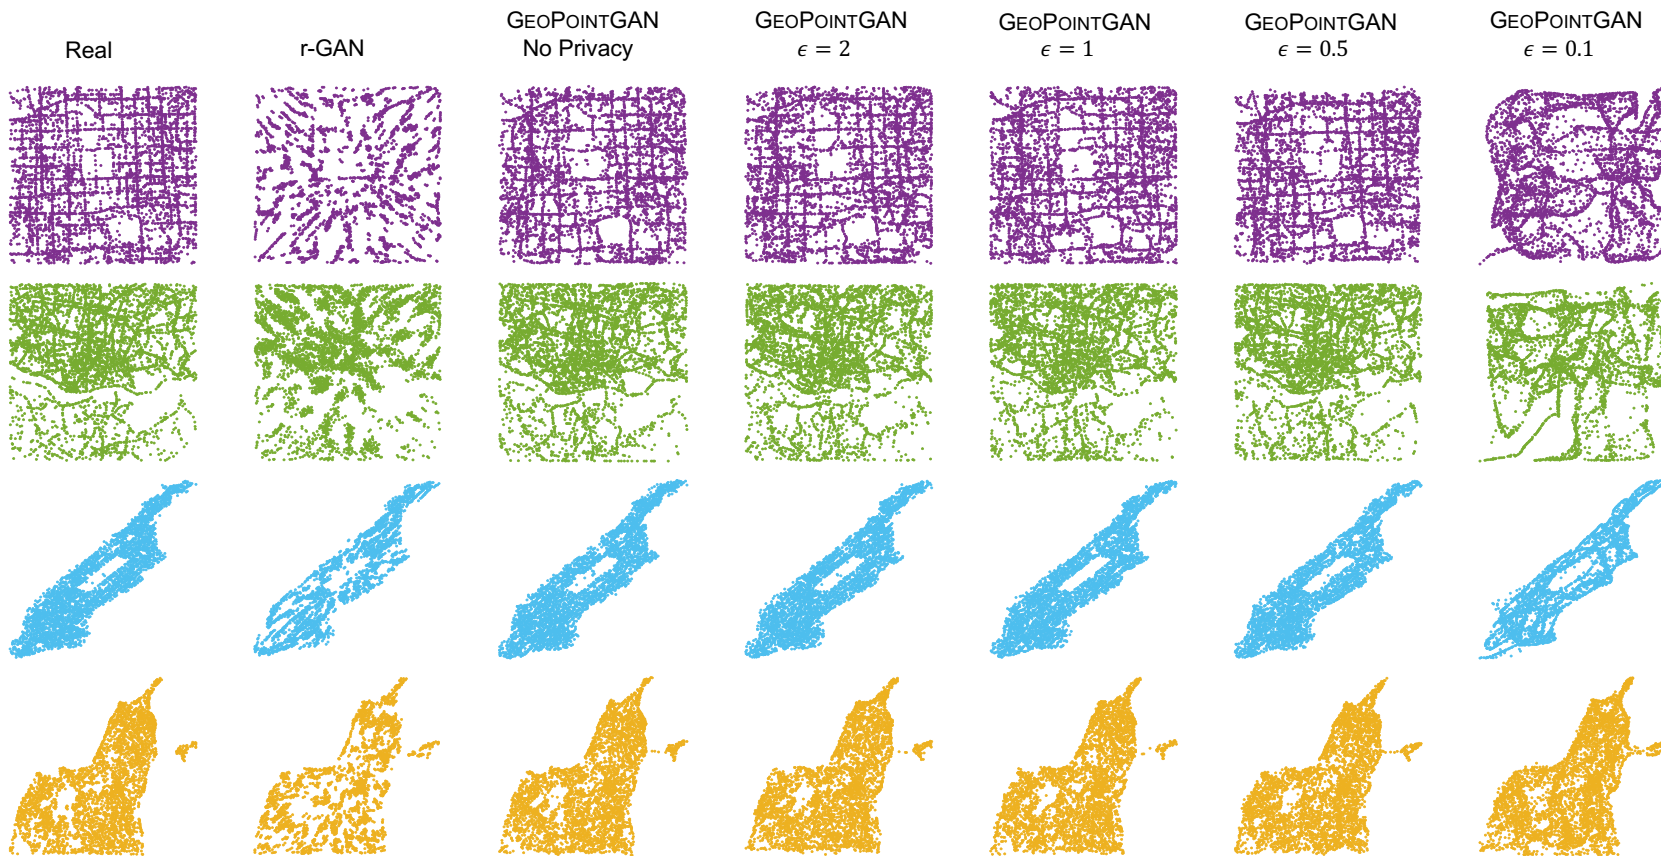 Real
r-GAN
GEOPOINTGAN
No Privacy
GEOPOINTGAN
ϵ = 2
GEOPOINTGAN
ϵ = 1
GEOPOINTGAN
ϵ = 0.5
GEOPOINTGAN
ϵ = 0.1